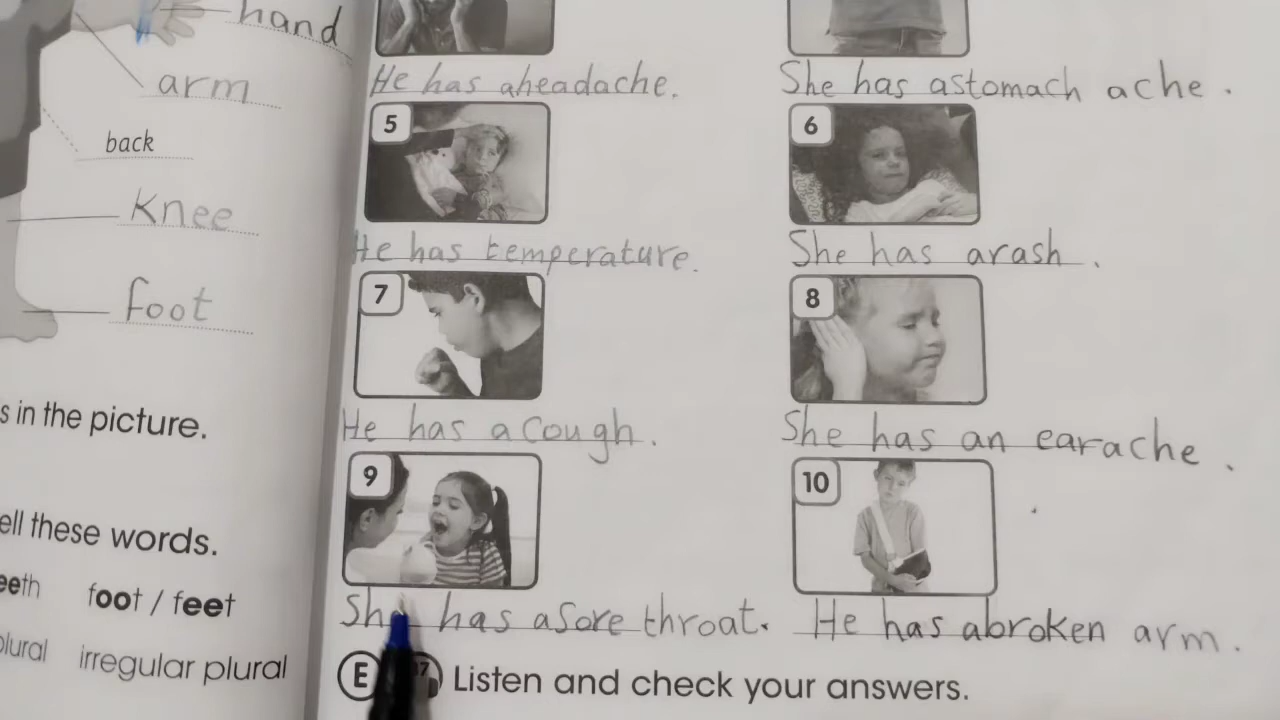 hand
arm
back
knee
foot
s in the picture.
ell these words.
eeth foot / feet
plural irregular plural
He has aheadache.
She has astomach ache .
5
6
He has temperature.
She has arash .
7
8
He has acough .
She has an earache .
9
10
She has asore throat.
He has abroken arm .
E 7 Listen and check your answers.